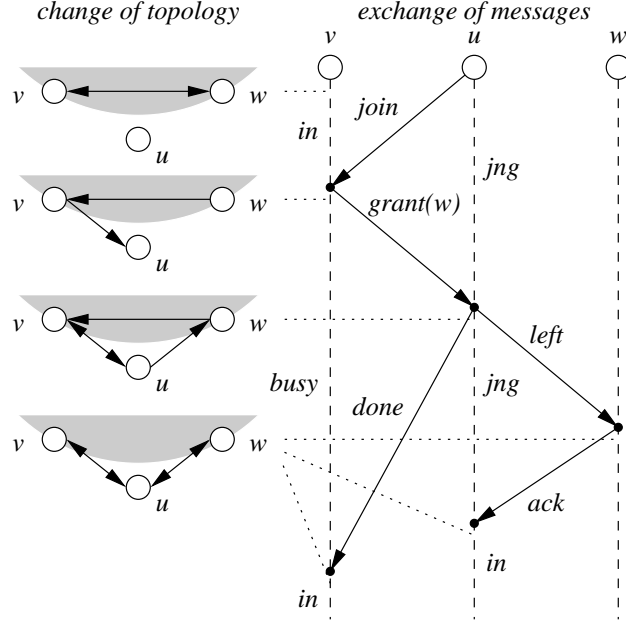 change of topology
exchange of messages
v u w
v w
u
in
join
jng
v w
u
grant(w)
v w
u
left
busy
done
jng
v w
u
ack
in
in